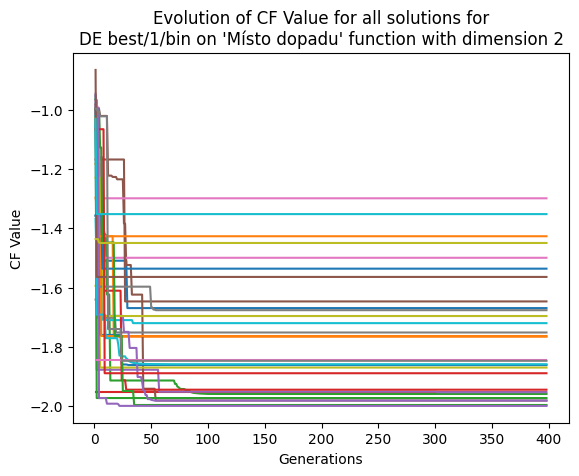 Evolution of CF Value for all solutions for
DE best/1/bin on 'Místo dopadu' function with dimension 2
CF Value
−1.0
−1.2
−1.4
−1.6
−1.8
−2.0
0 50 100 150 200 250 300 350 400
Generations